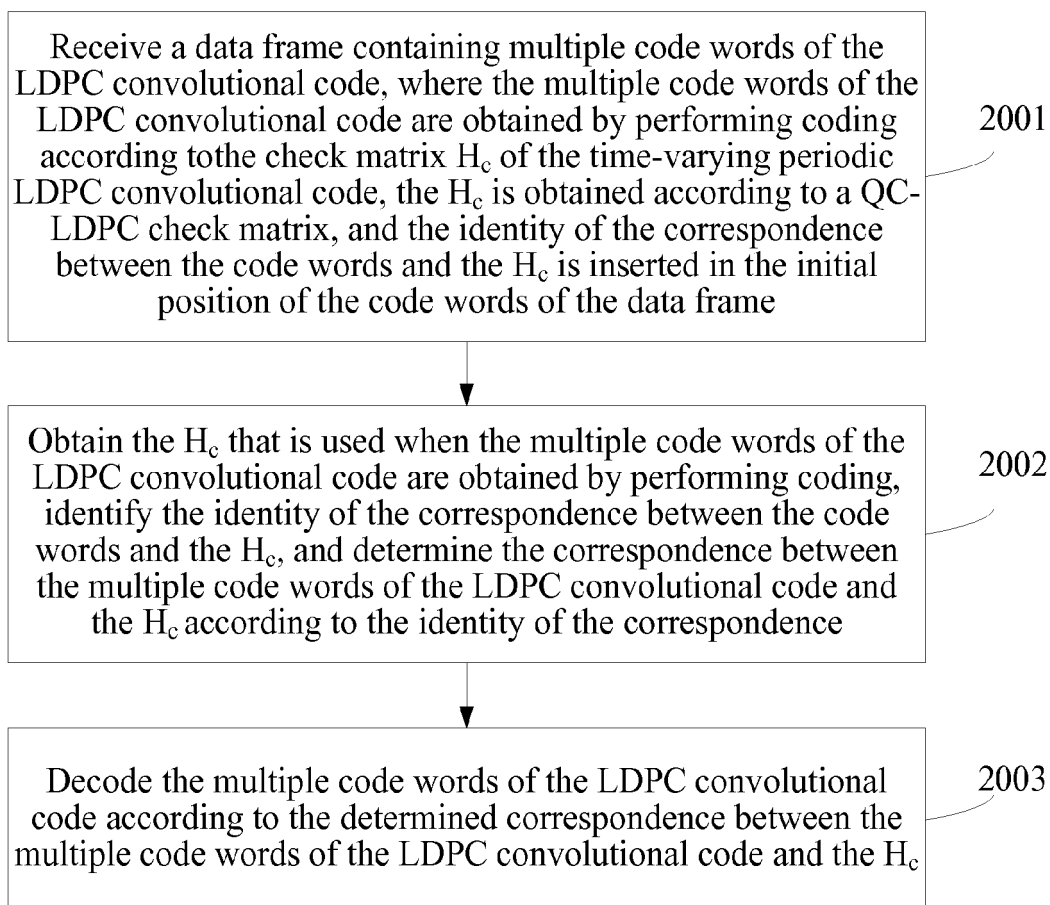 Receive a data frame containing multiple code words of the
LDPC convolutional code, where the multiple code words of the
LDPC convolutional code are obtained by performing coding
according tothe check matrix Hc of the time-varying periodic
LDPC convolutional code, the Hc is obtained according to a QC-
LDPC check matrix, and the identity of the correspondence
between the code words and the Hc is inserted in the initial
position of the code words of the data frame
2001
Obtain the Hc that is used when the multiple code words of the
LDPC convolutional code are obtained by performing coding,
identify the identity of the correspondence between the code
words and the Hc, and determine the correspondence between
the multiple code words of the LDPC convolutional code and
the Hc according to the identity of the correspondence
2002
Decode the multiple code words of the LDPC convolutional
code according to the determined correspondence between the
multiple code words of the LDPC convolutional code and the Hc
2003